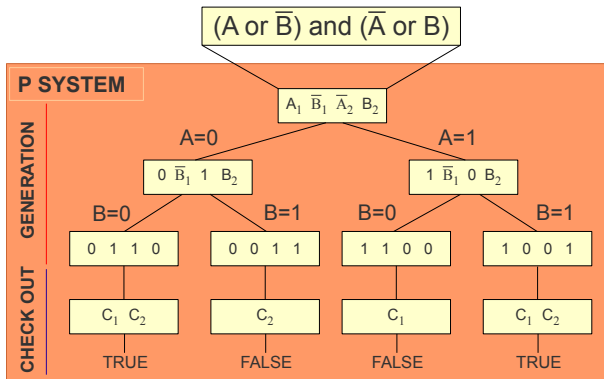 (A or B̅) and (A̅ or B)
P SYSTEM
A₁ B̅₁ A̅₂ B₂
GENERATION
A=0 A=1
0 B̅₁ 1 B₂ 1 B̅₁ 0 B₂
B=0 B=1 B=0 B=1
0 1 1 0 0 0 1 1 1 1 0 0 1 0 0 1
CHECK OUT
C₁ C₂ C₂ C₁ C₁ C₂
TRUE FALSE FALSE TRUE